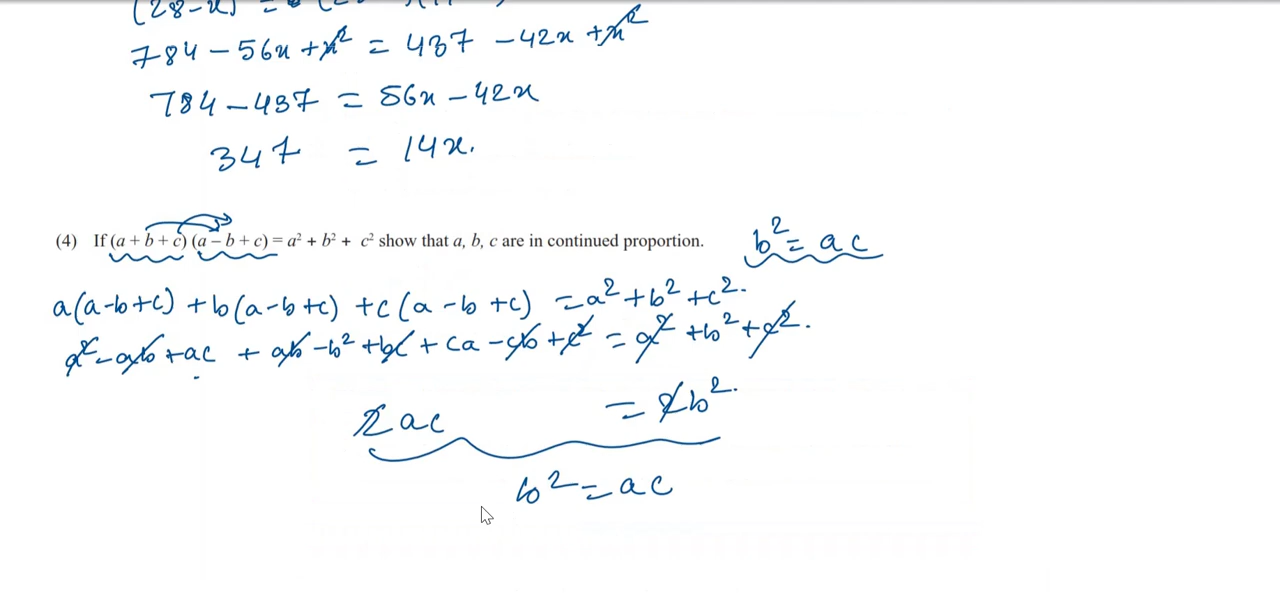 (28-x) =
784 - 56x + x² = 437 - 42x + x²
784 - 437 = 56x - 42x
347 = 14x.
(4) If (a + b + c) (a – b + c) = a² + b² + c² show that a, b, c are in continued proportion. b² = ac
a(a-b+c) + b(a-b+c) + c(a-b+c) = a² + b² + c².
a² - ab + ac + ab - b² + bc + ca - cb + c² = a² + b² + c².
2ac = 2b².
b² = ac